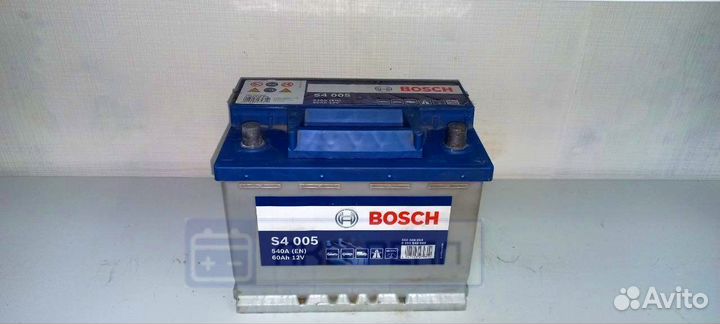 S4 005
BOSCH
BOSCH
S4 005
540A (EN)
60Ah 12V
Avito